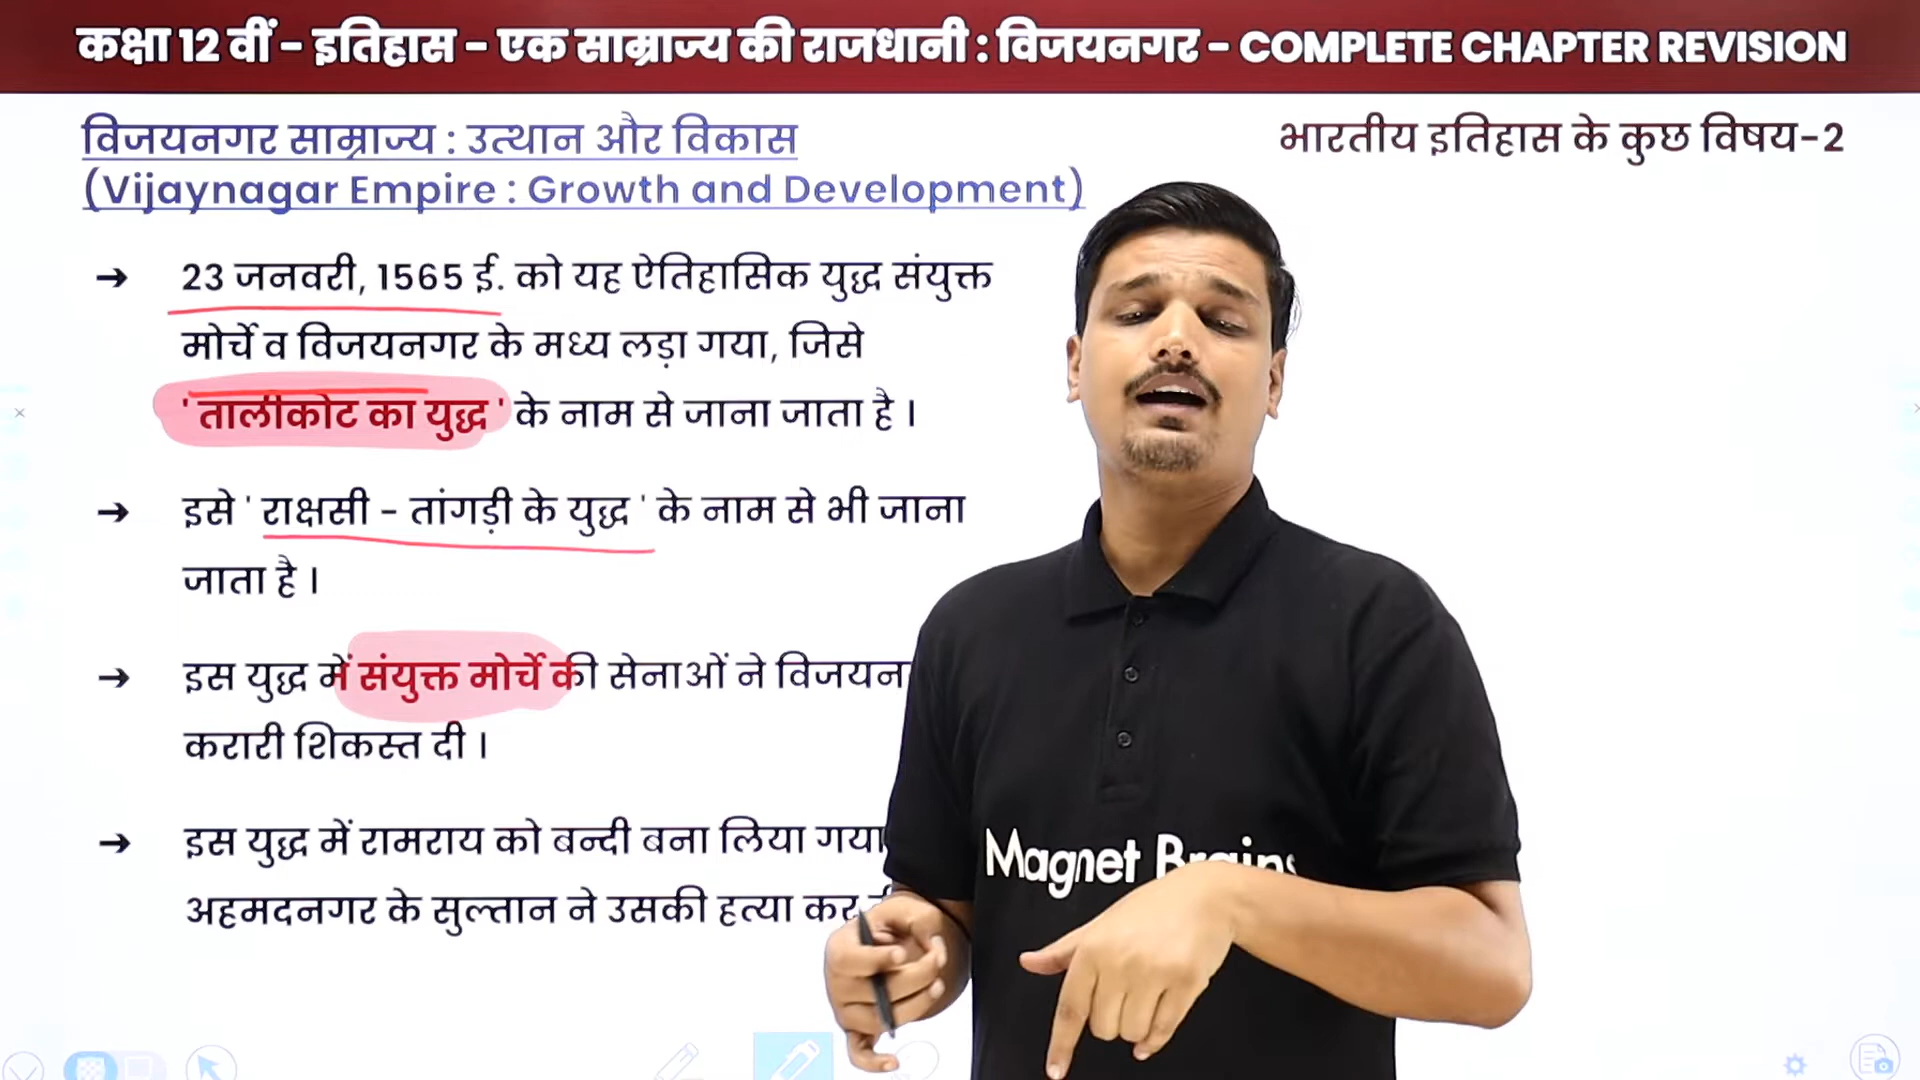 कक्षा 12 वीं - इतिहास - एक साम्राज्य की राजधानी : विजयनगर - COMPLETE CHAPTER REVISION
विजयनगर साम्राज्य : उत्थान और विकास
भारतीय इतिहास के कुछ विषय-2
(Vijaynagar Empire : Growth and Development)
→ 23 जनवरी, 1565 ई. को यह ऐतिहासिक युद्ध संयुक्त
मोर्चे व विजयनगर के मध्य लड़ा गया, जिसे
' तालीकोट का युद्ध ' के नाम से जाना जाता है ।
→ इसे ' राक्षसी - तांगड़ी के युद्ध ' के नाम से भी जाना
जाता है ।
→ इस युद्ध में संयुक्त मोर्चे की सेनाओं ने
करारी शिकस्त दी ।
→ इस युद्ध में रामराय को बन्दी बना लिया गया
अहमदनगर के सुल्तान ने उसकी हत्या कर
Magnet Brains